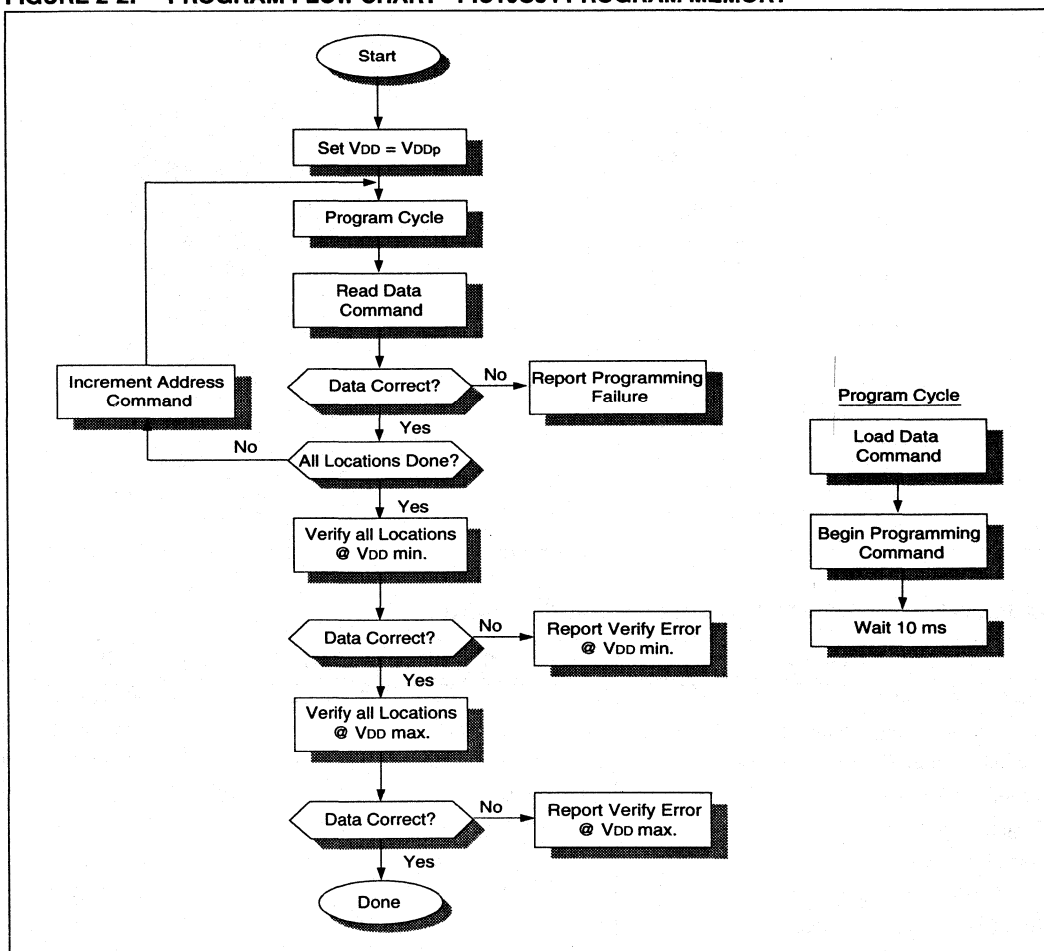 Start
Set VDD = VDDp
Program Cycle
Read Data
Command
Increment Address
Command
Data Correct?
No
Report Programming
Failure
Yes
No
All Locations Done?
Yes
Verify all Locations
@ VDD min.
Data Correct?
No
Report Verify Error
@ VDD min.
Yes
Verify all Locations
@ VDD max.
Data Correct?
No
Report Verify Error
@ VDD max.
Yes
Done
Program Cycle
Load Data
Command
Begin Programming
Command
Wait 10 ms